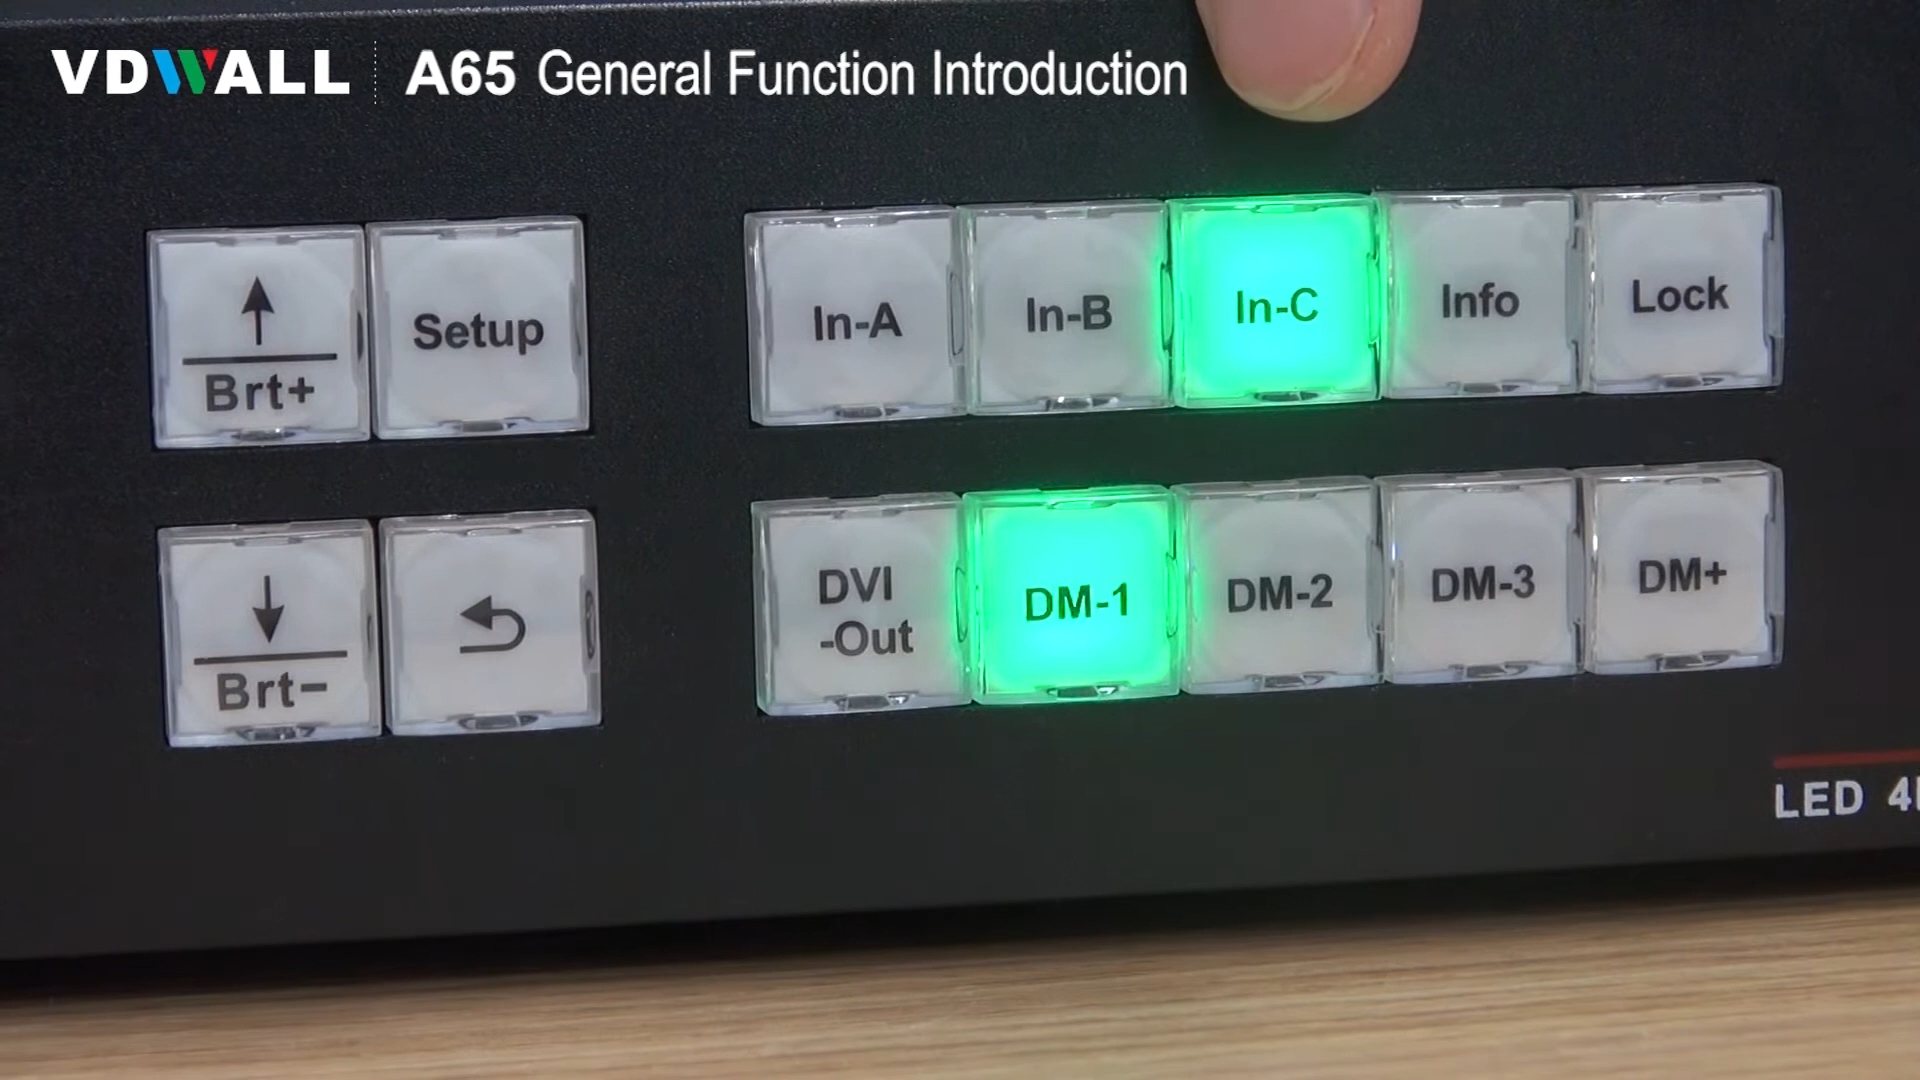 VDWALL A65 General Function Introduction
Brt+
Setup
In-A
In-B
In-C
Info
Lock
Brt-
DVI
-Out
DM-1
DM-2
DM-3
DM+
LED